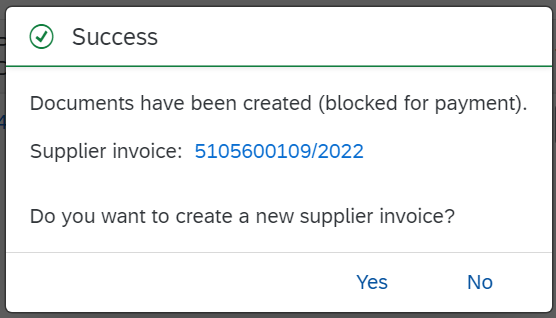 Success
Documents have been created (blocked for payment).
Supplier invoice: 5105600109/2022
Do you want to create a new supplier invoice?
Yes No